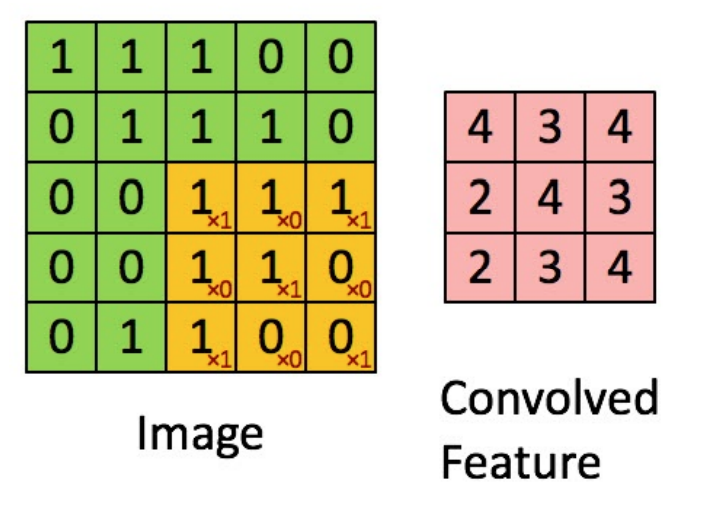 1 1 1 0 0
0 1 1 1 0
0 0 1×1 1×0 1×1
0 0 1×0 1×1 0×0
0 1 1×1 0×0 0×1
Image
4 3 4
2 4 3
2 3 4
Convolved
Feature